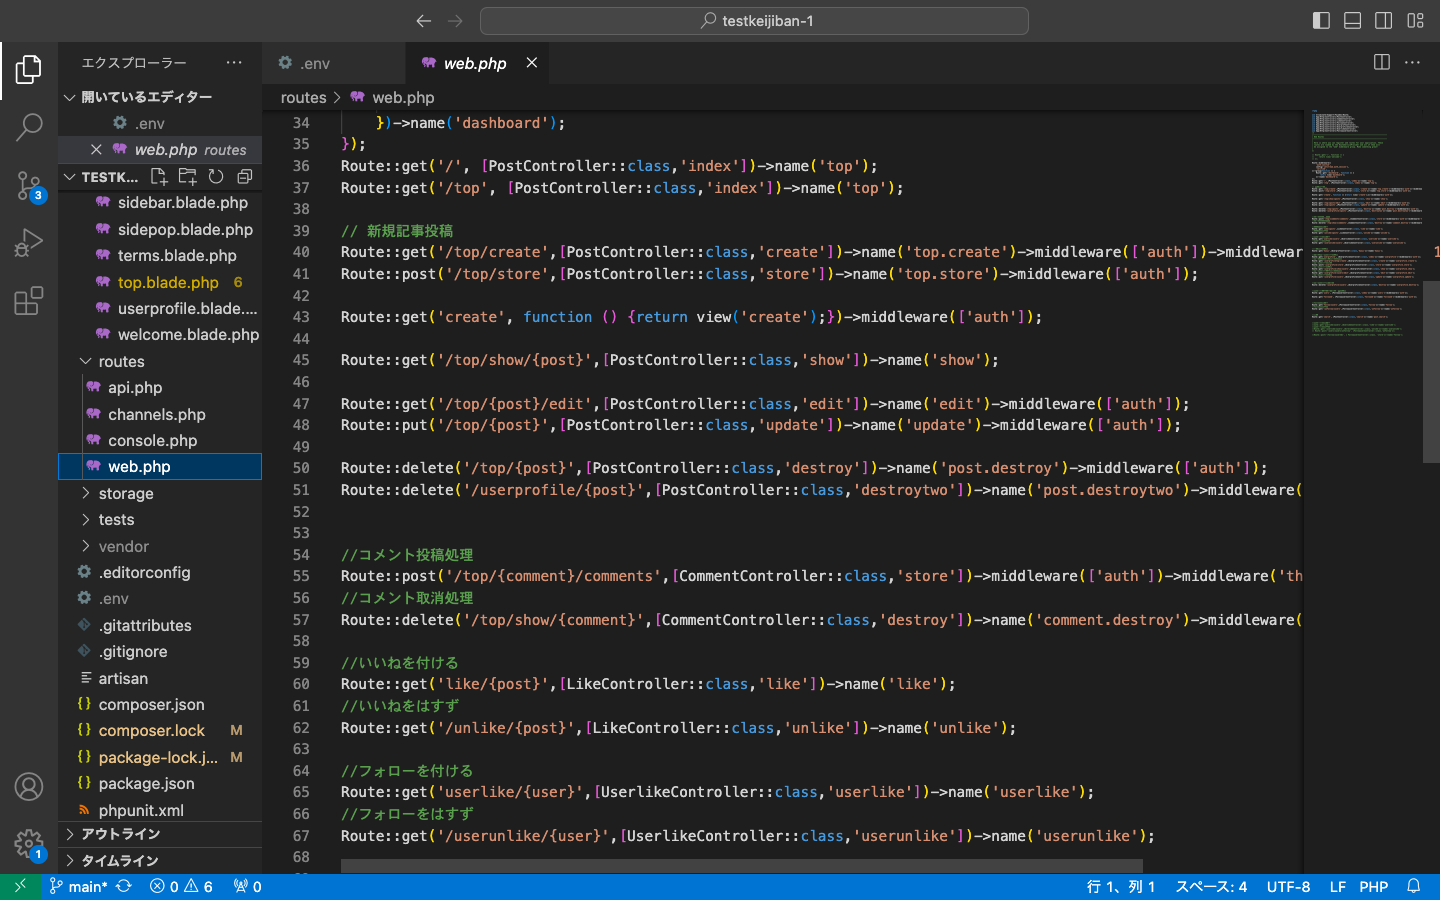 testkeijiban-1
エクスプローラー
.env
web.php
routes
web.php
開いているエディター
.env
web.php routes
TESTK...
sidebar.blade.php
sidepop.blade.php
terms.blade.php
top.blade.php 6
userprofile.blade....
welcome.blade.php
routes
api.php
channels.php
console.php
web.php
storage
tests
vendor
.editorconfig
.env
.gitattributes
.gitignore
artisan
composer.json
composer.lock M
package-lock.j... M
package.json
phpunit.xml
アウトライン
タイムライン
3
1
34 })->name('dashboard');
35 });
36 Route::get('/', [PostController::class,'index'])->name('top');
37 Route::get('/top', [PostController::class,'index'])->name('top');
38
39 // 新規記事投稿
40 Route::get('/top/create',[PostController::class,'create'])->name('top.create')->middleware(['auth'])->middlewar
41 Route::post('/top/store',[PostController::class,'store'])->name('top.store')->middleware(['auth']);
42
43 Route::get('create', function () {return view('create');})->middleware(['auth']);
44
45 Route::get('/top/show/{post}',[PostController::class,'show'])->name('show');
46
47 Route::get('/top/{post}/edit',[PostController::class,'edit'])->name('edit')->middleware(['auth']);
48 Route::put('/top/{post}',[PostController::class,'update'])->name('update')->middleware(['auth']);
49
50 Route::delete('/top/{post}',[PostController::class,'destroy'])->name('post.destroy')->middleware(['auth']);
51 Route::delete('/userprofile/{post}',[PostController::class,'destroytwo'])->name('post.destroytwo')->middleware(
52
53
54 //コメント投稿処理
55 Route::post('/top/{comment}/comments',[CommentController::class,'store'])->middleware(['auth'])->middleware('th
56 //コメント取消処理
57 Route::delete('/top/show/{comment}',[CommentController::class,'destroy'])->name('comment.destroy')->middleware(
58
59 //いいねを付ける
60 Route::get('like/{post}',[LikeController::class,'like'])->name('like');
61 //いいねをはすず
62 Route::get('/unlike/{post}',[LikeController::class,'unlike'])->name('unlike');
63
64 //フォローを付ける
65 Route::get('userlike/{user}',[UserlikeController::class,'userlike'])->name('userlike');
66 //フォローをはすず
67 Route::get('/userunlike/{user}',[UserlikeController::class,'userunlike'])->name('userunlike');
68
1
main* 0 6 0
行 1、列 1 スペース: 4 UTF-8 LF PHP